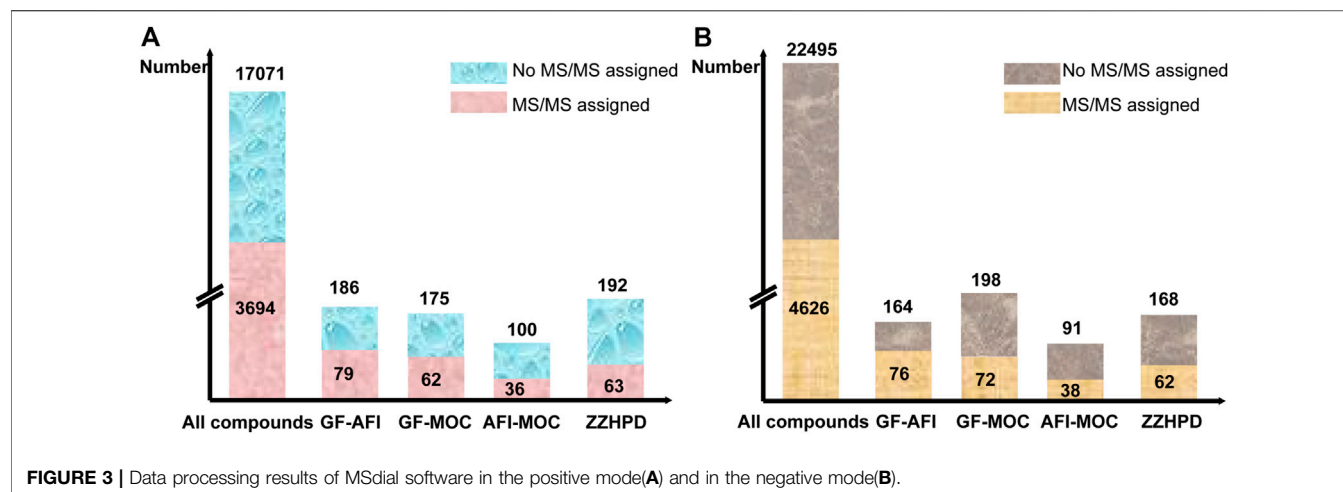 A
Number
17071
No MS/MS assigned
MS/MS assigned
3694
186
79
175
62
100
36
192
63
All compounds GF-AFI GF-MOC AFI-MOC ZZHPD
B
Number
22495
No MS/MS assigned
MS/MS assigned
4626
164
76
198
72
91
38
168
62
All compounds GF-AFI GF-MOC AFI-MOC ZZHPD
FIGURE 3 | Data processing results of MSdial software in the positive mode(A) and in the negative mode(B).